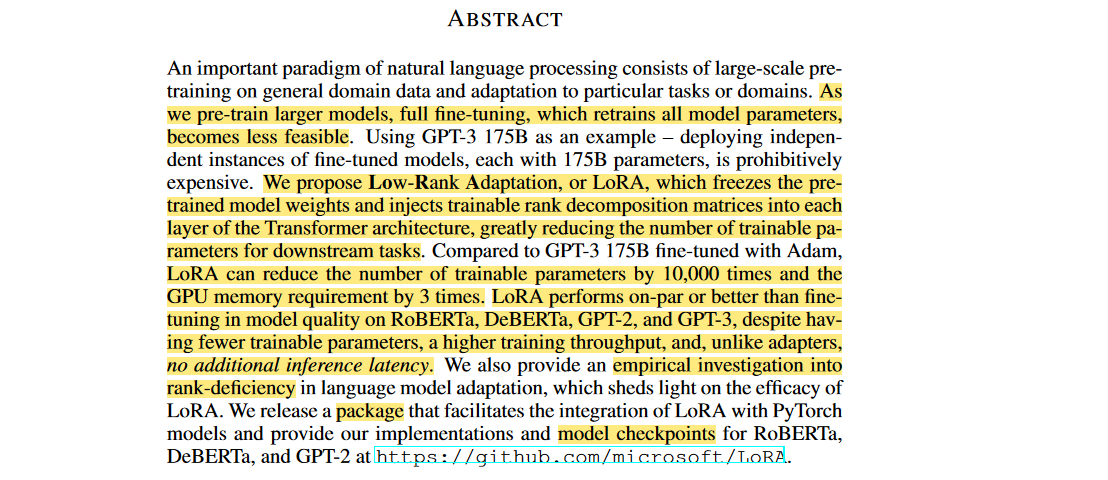 ABSTRACT
An important paradigm of natural language processing consists of large-scale pre-
training on general domain data and adaptation to particular tasks or domains. As
we pre-train larger models, full fine-tuning, which retrains all model parameters,
becomes less feasible. Using GPT-3 175B as an example – deploying indepen-
dent instances of fine-tuned models, each with 175B parameters, is prohibitively
expensive. We propose Low-Rank Adaptation, or LoRA, which freezes the pre-
trained model weights and injects trainable rank decomposition matrices into each
layer of the Transformer architecture, greatly reducing the number of trainable pa-
rameters for downstream tasks. Compared to GPT-3 175B fine-tuned with Adam,
LoRA can reduce the number of trainable parameters by 10,000 times and the
GPU memory requirement by 3 times. LoRA performs on-par or better than fine-
tuning in model quality on RoBERTa, DeBERTa, GPT-2, and GPT-3, despite hav-
ing fewer trainable parameters, a higher training throughput, and, unlike adapters,
no additional inference latency. We also provide an empirical investigation into
rank-deficiency in language model adaptation, which sheds light on the efficacy of
LoRA. We release a package that facilitates the integration of LoRA with PyTorch
models and provide our implementations and model checkpoints for RoBERTa,
DeBERTa, and GPT-2 at https://github.com/microsoft/LoRA.